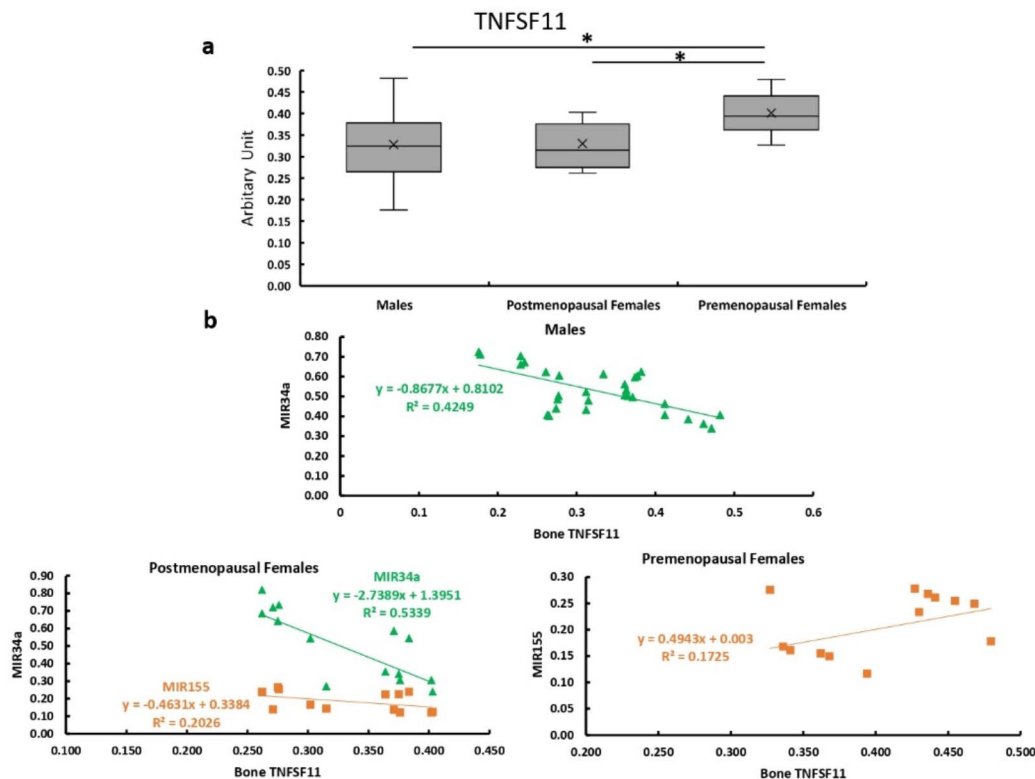 TNFSF11
a
*
*
0.50
0.45
0.40
0.35
0.30
0.25
0.20
0.15
0.10
0.05
0.00
Arbitary Unit
Males
Postmenopausal Females
Premenopausal Females
b
Males
0.80
0.70
0.60
0.50
0.40
0.30
0.20
0.10
0.00
MIR34a
y = -0.8677x + 0.8102
R² = 0.4249
0
0.1
0.2
0.3
0.4
0.5
0.6
Bone TNFSF11
Postmenopausal Females
0.90
0.80
0.70
0.60
0.50
0.40
0.30
0.20
0.10
0.00
MIR34a
MIR34a
y = -2.7389x + 1.3951
R² = 0.5339
MIR155
y = -0.4631x + 0.3384
R² = 0.2026
0.100
0.150
0.200
0.250
0.300
0.350
0.400
0.450
Bone TNFSF11
Premenopausal Females
0.30
0.25
0.20
0.15
0.10
0.05
0.00
MIR155
y = 0.4943x + 0.003
R² = 0.1725
0.200
0.250
0.300
0.350
0.400
0.450
0.500
Bone TNFSF11